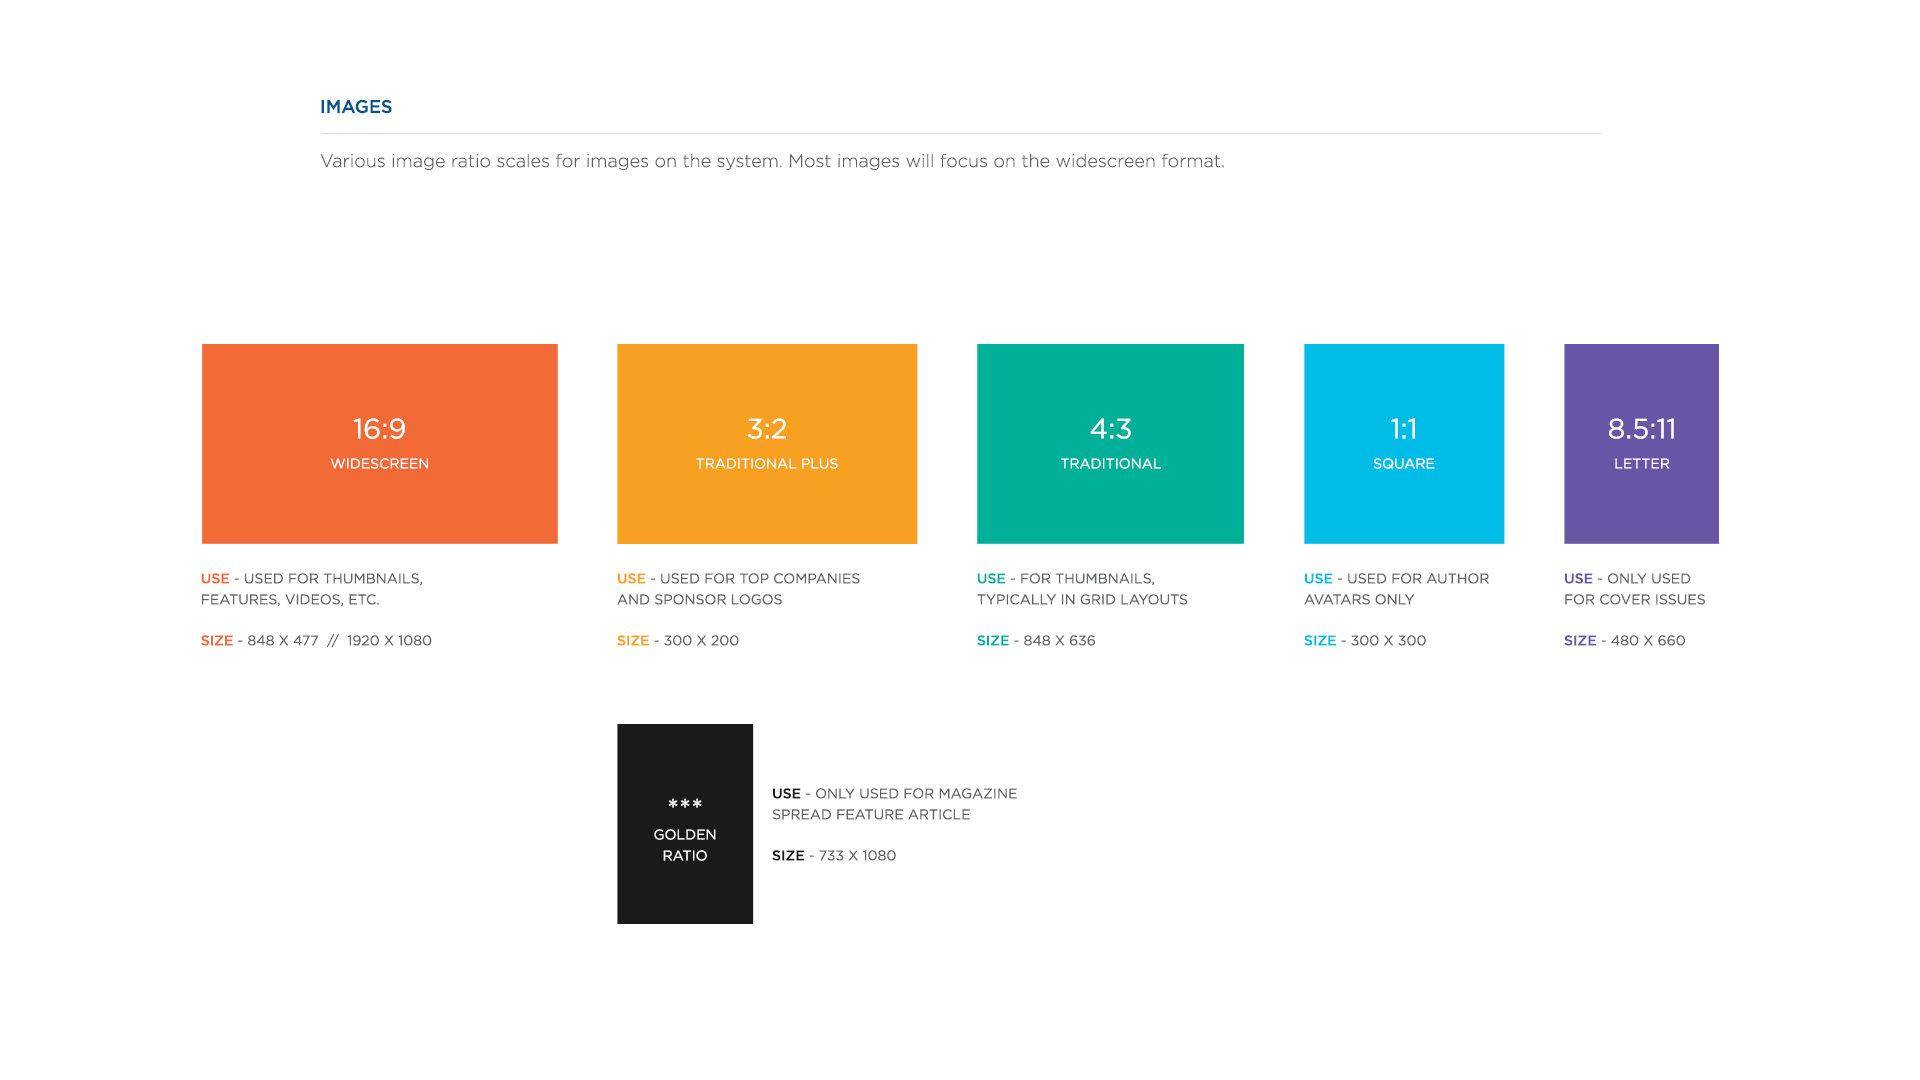 IMAGES
Various image ratio scales for images on the system. Most images will focus on the widescreen format.
16:9
WIDESCREEN
USE - USED FOR THUMBNAILS,
FEATURES, VIDEOS, ETC.
SIZE - 848 X 477 // 1920 X 1080
3:2
TRADITIONAL PLUS
USE - USED FOR TOP COMPANIES
AND SPONSOR LOGOS
SIZE - 300 X 200
4:3
TRADITIONAL
USE - FOR THUMBNAILS,
TYPICALLY IN GRID LAYOUTS
SIZE - 848 X 636
1:1
SQUARE
USE - USED FOR AUTHOR
AVATARS ONLY
SIZE - 300 X 300
8.5:11
LETTER
USE - ONLY USED
FOR COVER ISSUES
SIZE - 480 X 660
***
GOLDEN
RATIO
USE - ONLY USED FOR MAGAZINE
SPREAD FEATURE ARTICLE
SIZE - 733 X 1080